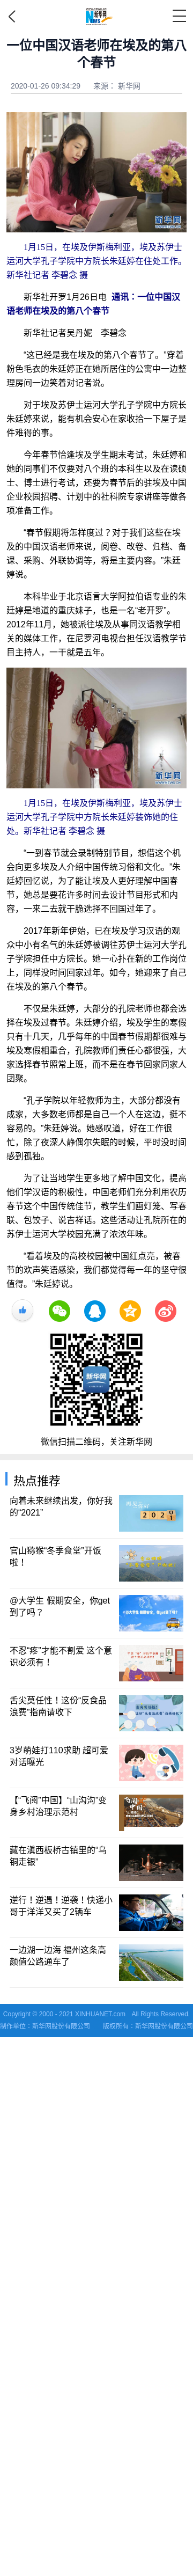 新华网
NEWS
一位中国汉语老师在埃及的第八
个春节
2020-01-26 09:34:29 来源： 新华网
新华网
1月15日，在埃及伊斯梅利亚，埃及苏伊士
运河大学孔子学院中方院长朱廷婷在住处工作。
新华社记者 李碧念 摄
新华社开罗1月26日电 通讯：一位中国汉
语老师在埃及的第八个春节
新华社记者吴丹妮 李碧念
“这已经是我在埃及的第八个春节了。”穿着
粉色毛衣的朱廷婷正在她所居住的公寓中一边整
理房间一边笑着对记者说。
对于埃及苏伊士运河大学孔子学院中方院长
朱廷婷来说，能有机会安心在家收拾一下屋子是
件难得的事。
今年春节恰逢埃及学生期末考试，朱廷婷和
她的同事们不仅要对八个班的本科生以及在读硕
士、博士进行考试，还要为春节后的驻埃及中国
企业校园招聘、计划中的社科院专家讲座等做各
项准备工作。
“春节假期将怎样度过？对于我们这些在埃
及的中国汉语老师来说，阅卷、改卷、归档、备
课、采购、外联协调等，将是主要内容。”朱廷
婷说。
本科毕业于北京语言大学阿拉伯语专业的朱
廷婷是地道的重庆妹子，也是一名“老开罗”。
2012年11月，她被派往埃及从事同汉语教学相
关的媒体工作，在尼罗河电视台担任汉语教学节
目主持人，一干就是五年。
新华网
1月15日，在埃及伊斯梅利亚，埃及苏伊士
运河大学孔子学院中方院长朱廷婷装饰她的住
处。新华社记者 李碧念 摄
“一到春节就会录制特别节目，想借这个机
会向更多埃及人介绍中国传统习俗和文化。”朱
廷婷回忆说，为了能让埃及人更好理解中国春
节，她总是要花许多时间去设计节目形式和内
容，一来二去就干脆选择不回国过年了。
2017年新年伊始，已在埃及学习汉语的观
众中小有名气的朱廷婷被调往苏伊士运河大学孔
子学院担任中方院长。她一心扑在新的工作岗位
上，同样没时间回家过年。如今，她迎来了自己
在埃及的第八个春节。
不仅是朱廷婷，大部分的孔院老师也都会选
择在埃及过春节。朱廷婷介绍，埃及学生的寒假
只有十几天，几乎每年的中国春节假期都很难与
埃及寒假相重合，孔院教师们责任心都很强，大
家选择春节照常上班，而不是在春节回家同家人
团聚。
“孔子学院以年轻教师为主，大部分都没有
成家，大多数老师都是自己一个人在这边，挺不
容易的。”朱廷婷说。她感叹道，好在工作很
忙，除了夜深人静偶尔失眠的时候，平时没时间
感到孤独。
为了让当地学生更多地了解中国文化，提高
他们学汉语的积极性，中国老师们充分利用农历
春节这个中国传统佳节，教学生们画灯笼、写春
联、包饺子、说吉祥话。这些活动让孔院所在的
苏伊士运河大学校园充满了浓浓年味。
“看着埃及的高校校园被中国红点亮，被春
节的欢声笑语感染，我们都觉得每一年的坚守很
值得。”朱廷婷说。
新华网
微信扫描二维码，关注新华网
热点推荐
向着未来继续出发，你好我
的“2021”
2021
官山猕猴“冬季食堂”开饭
啦！
@大学生 假期安全，你get
到了吗？
不忍“疼”才能不割爱 这个意
识必须有！
舌尖莫任性！这份“反食品
浪费”指南请收下
3岁萌娃打110求助 超可爱
对话曝光
【“飞阅”中国】“山沟沟”变
身乡村治理示范村
藏在滇西板桥古镇里的“乌
铜走银”
逆行！逆遇！逆袭！快递小
哥于洋洋又买了2辆车
一边湖一边海 福州这条高
颜值公路通车了
Copyright © 2000 - 2021 XINHUANET.com All Rights Reserved.
制作单位：新华网股份有限公司 版权所有：新华网股份有限公司